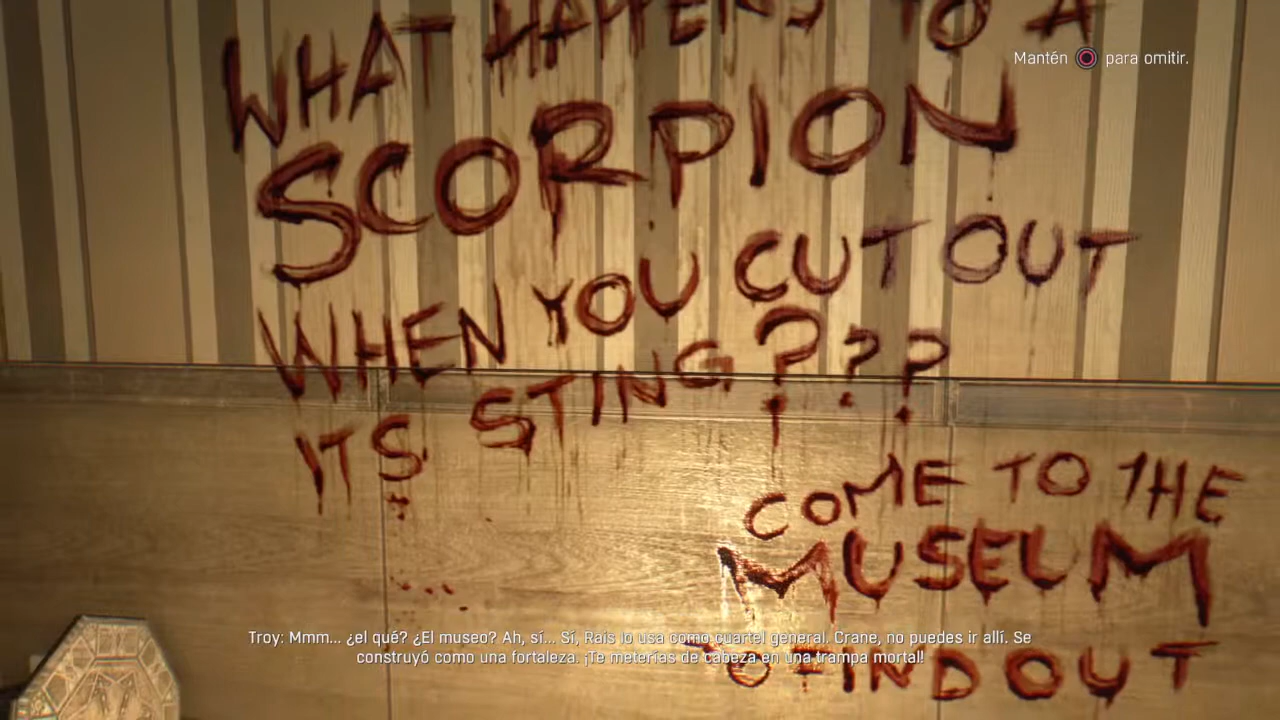 WHAT HAPPENS TO A
Mantén para omitir.
SCORPION
WHEN YOU CUT OUT
ITS STING???
COME TO THE
MUSEUM
TO FIND OUT
Troy: Mmm... ¿el qué? ¿El museo? Ah, sí... Sí, Rais lo usa como cuartel general. Crane, no puedes ir allí. Se
construyó como una fortaleza. ¡Te meterías de cabeza en una trampa mortal!